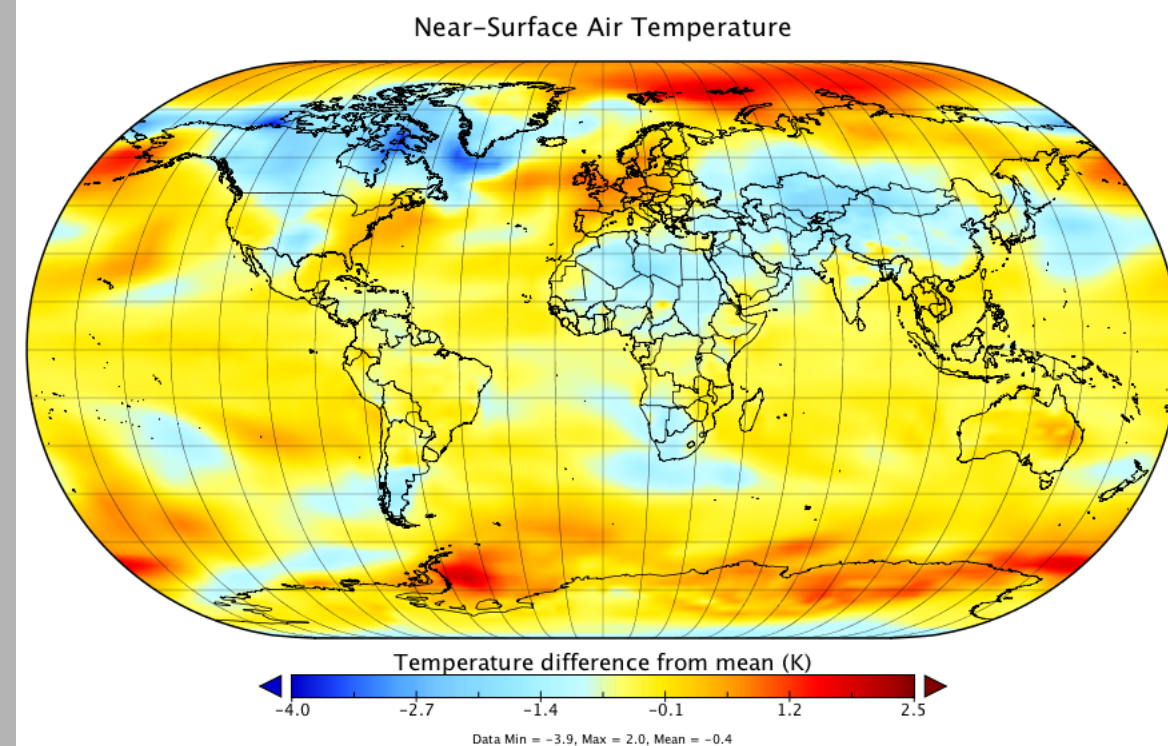 Near-Surface Air Temperature
Temperature difference from mean (K)
-4.0 -2.7 -1.4 -0.1 1.2 2.5
Data Min = -3.9, Max = 2.0, Mean = -0.4